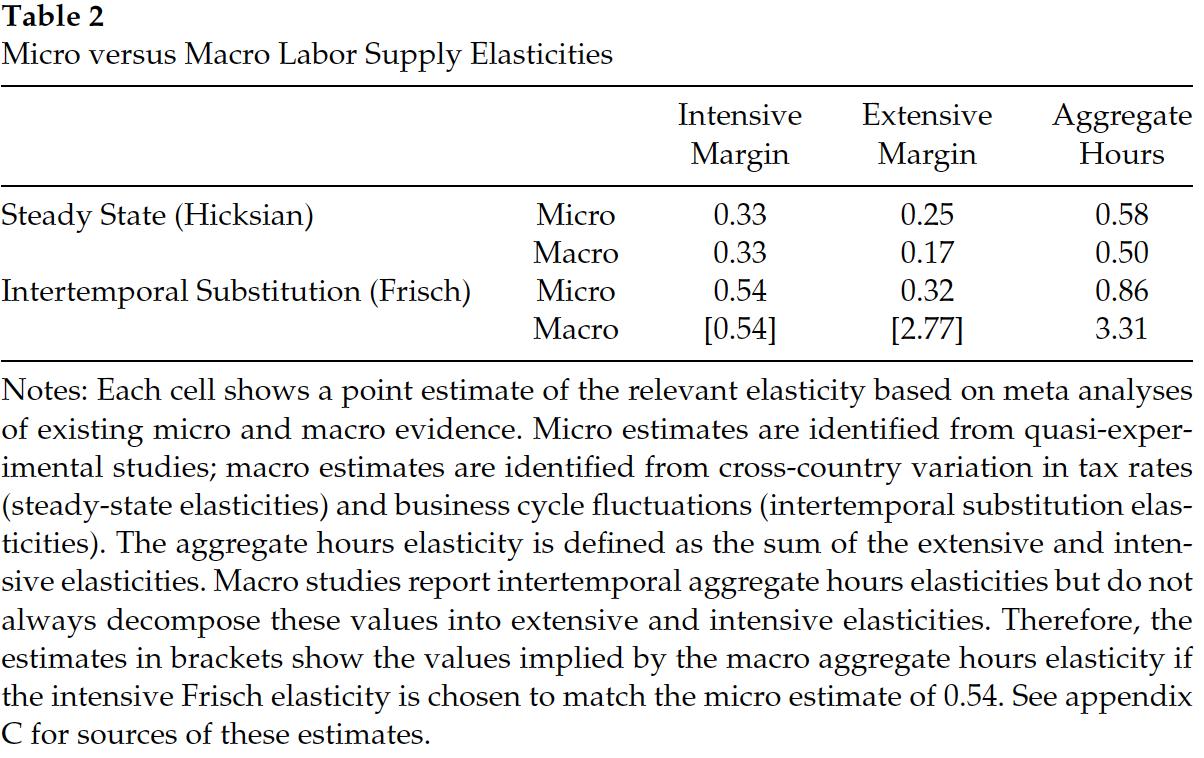 Table 2
Micro versus Macro Labor Supply Elasticities
Intensive Margin Extensive Margin Aggregate Hours
Steady State (Hicksian) Micro 0.33 0.25 0.58
Macro 0.33 0.17 0.50
Intertemporal Substitution (Frisch) Micro 0.54 0.32 0.86
Macro [0.54] [2.77] 3.31
Notes: Each cell shows a point estimate of the relevant elasticity based on meta analyses
of existing micro and macro evidence. Micro estimates are identified from quasi-exper-
imental studies; macro estimates are identified from cross-country variation in tax rates
(steady-state elasticities) and business cycle fluctuations (intertemporal substitution elas-
ticities). The aggregate hours elasticity is defined as the sum of the extensive and inten-
sive elasticities. Macro studies report intertemporal aggregate hours elasticities but do not
always decompose these values into extensive and intensive elasticities. Therefore, the
estimates in brackets show the values implied by the macro aggregate hours elasticity if
the intensive Frisch elasticity is chosen to match the micro estimate of 0.54. See appendix
C for sources of these estimates.